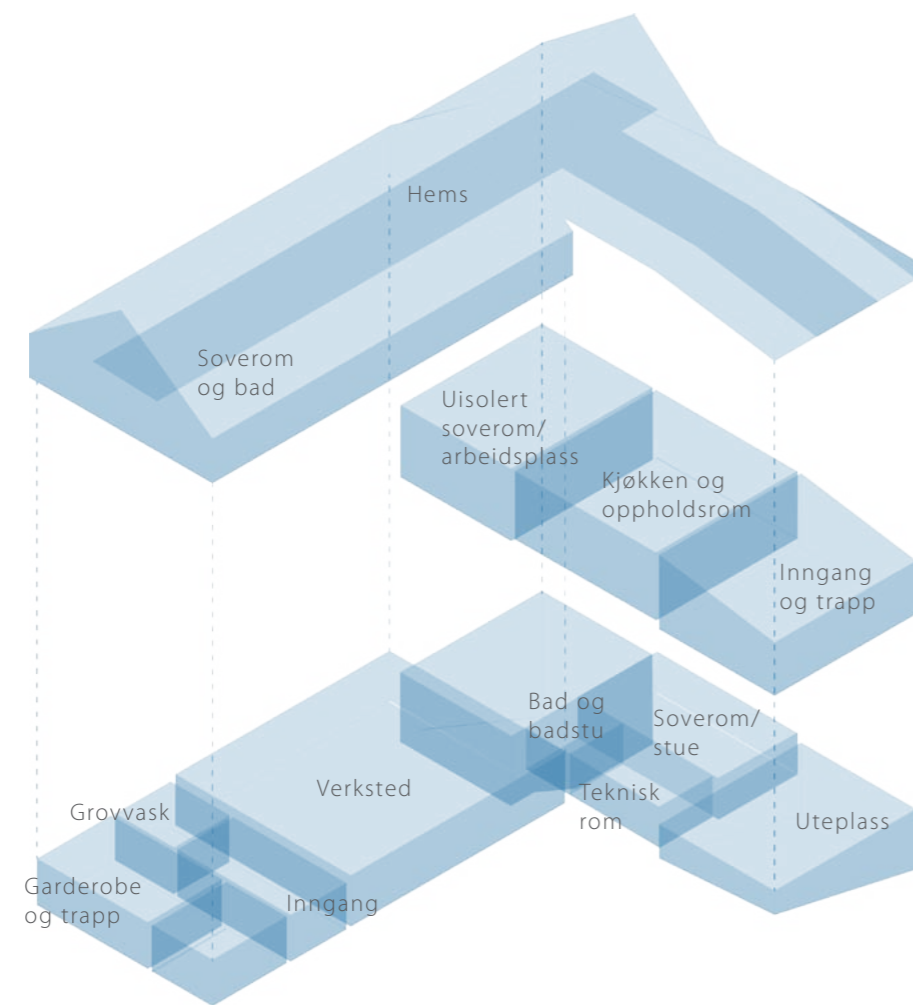 Hems
Soverom
og bad
Uisolert
soverom/
arbeidsplass
Kjøkken og
oppholdsrom
Inngang
og trapp
Bad og
badstu
Soverom/
stue
Verksted
Teknisk
rom
Uteplass
Grovvask
Garderobe
og trapp
Inngang